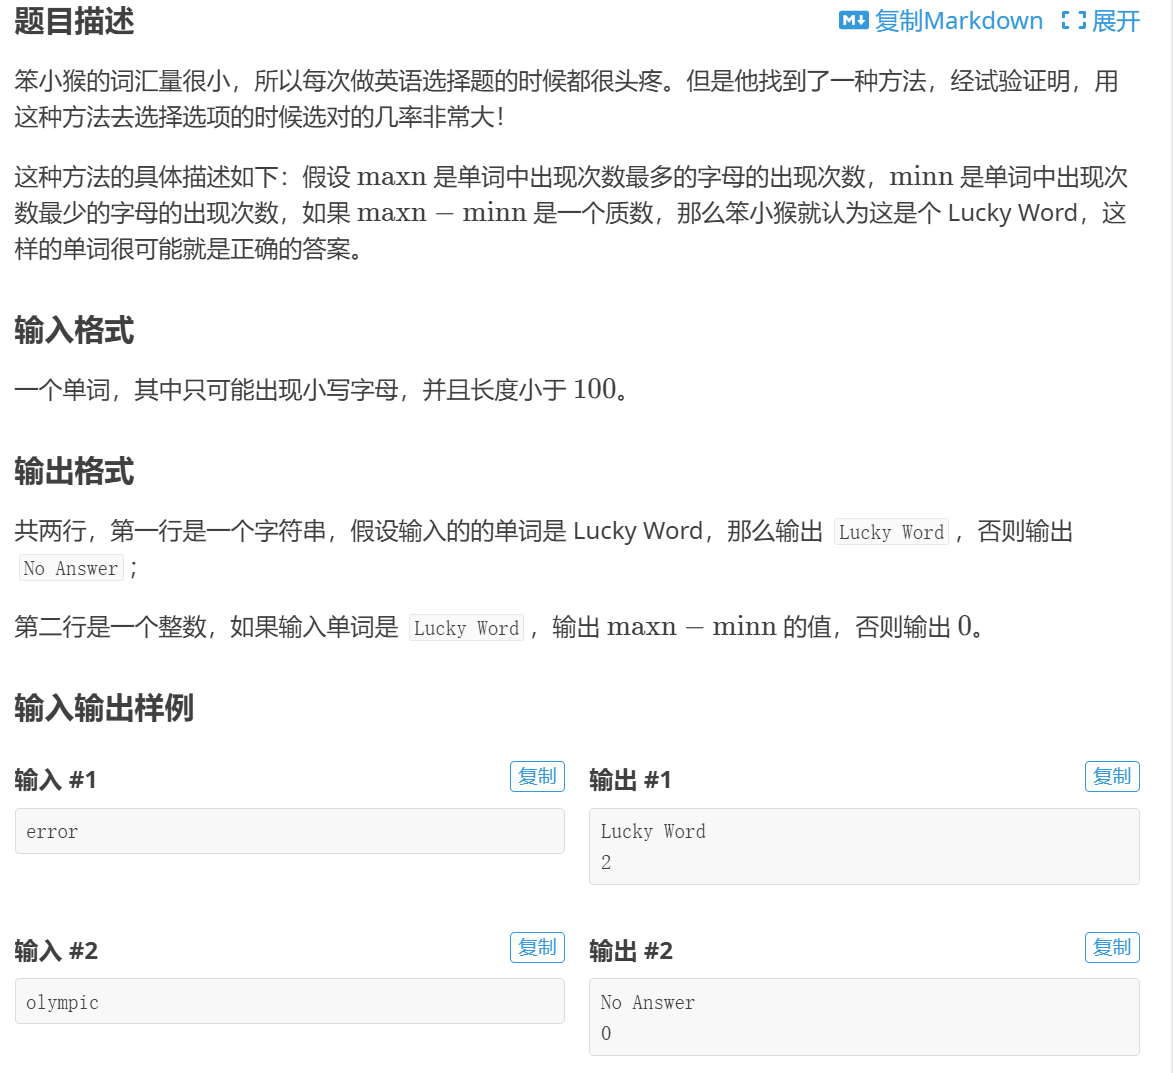 题目描述
复制Markdown 展开
笨小猴的词汇量很小，所以每次做英语选择题的时候都很头疼。但是他找到了一种方法，经试验证明，用
这种方法去选择选项的时候选对的几率非常大！
这种方法的具体描述如下：假设 maxn 是单词中出现次数最多的字母的出现次数，minn 是单词中出现次
数最少的字母的出现次数，如果 maxn − minn 是一个质数，那么笨小猴就认为这是个 Lucky Word，这
样的单词很可能就是正确的答案。
输入格式
一个单词，其中只可能出现小写字母，并且长度小于 100。
输出格式
共两行，第一行是一个字符串，假设输入的的单词是 Lucky Word，那么输出 Lucky Word，否则输出
No Answer；
第二行是一个整数，如果输入单词是 Lucky Word，输出 maxn − minn 的值，否则输出 0。
输入输出样例
输入 #1 复制
error
输出 #1 复制
Lucky Word
2
输入 #2 复制
olympic
输出 #2 复制
No Answer
0